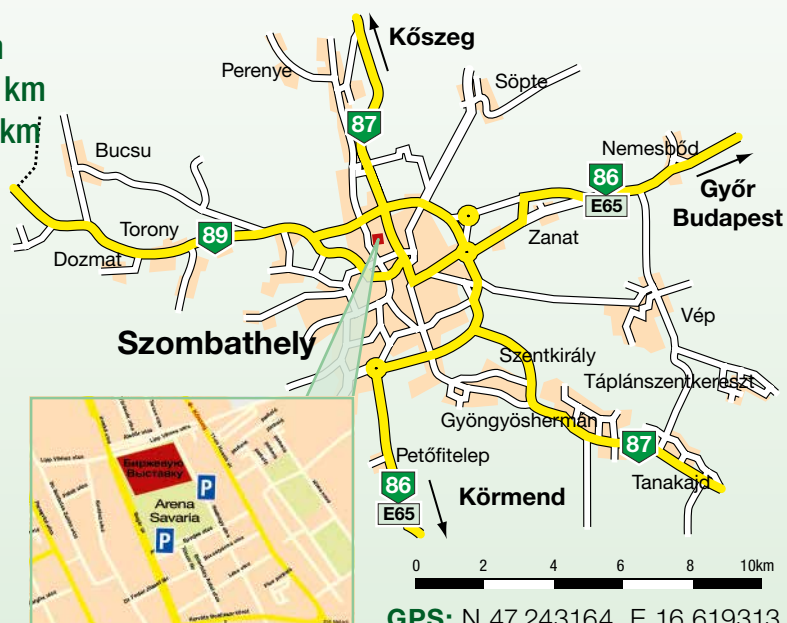 km
km
Kőszeg
Perenye
Söpte
87
Bucsu
Nemesbőd
86
E65
Győr
Budapest
Torony
89
Zanat
Dozmat
Vép
Szombathely
Szentkirály
Táplánszentkereszt
Gyöngyöshermán
87
Petőfitelep
Tanakajd
86
E65
Körmend
Биржевую
Выставку
P
Arena
Savaria
P
0 2 4 6 8 10km
GPS: N 47.243164, E 16.619313